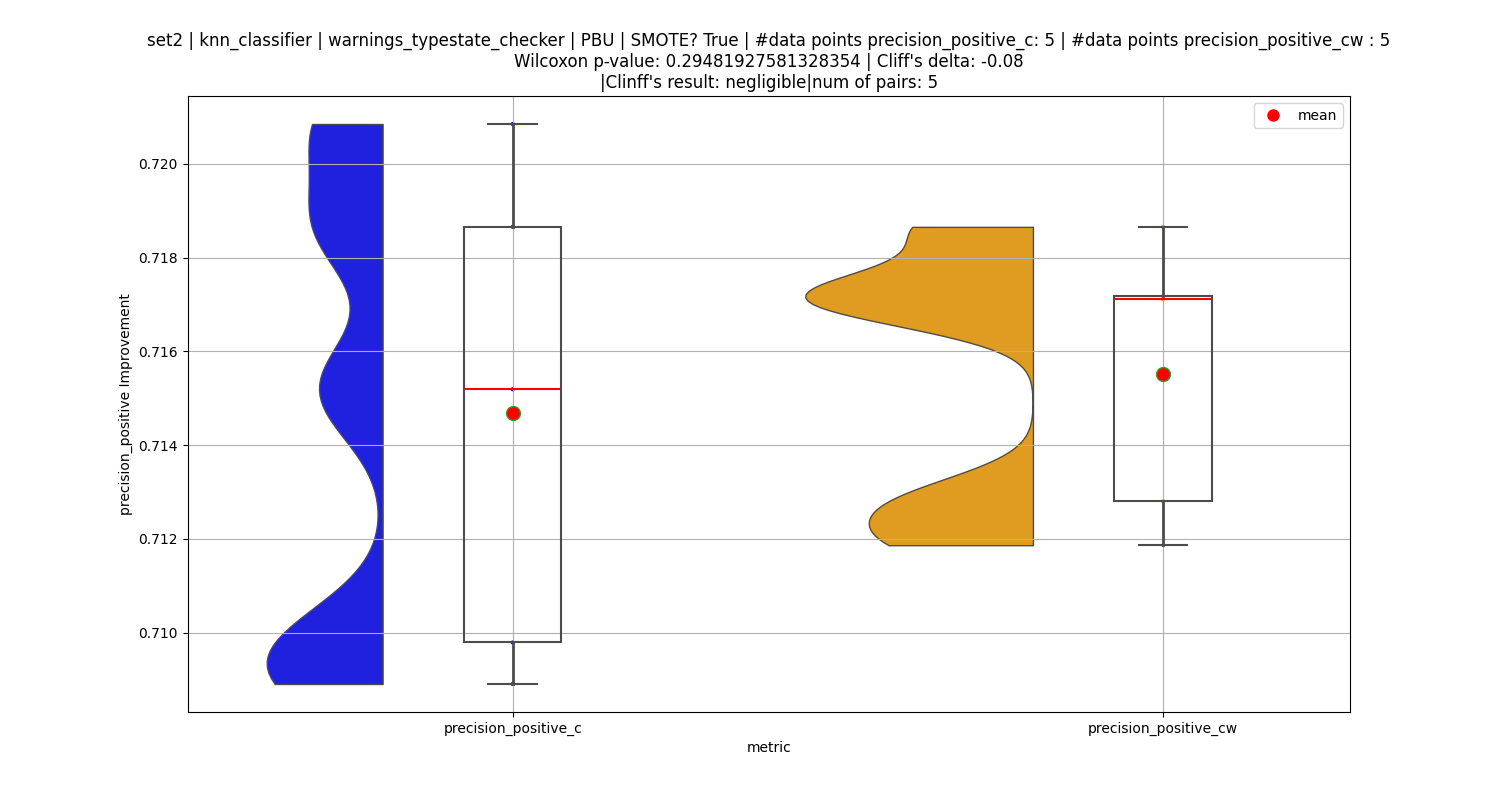 set2 | knn_classifier | warnings_typestate_checker | PBU | SMOTE? True | #data points precision_positive_c: 5 | #data points precision_positive_cw : 5
Wilcoxon p-value: 0.29481927581328354 | Cliff's delta: -0.08
|Clinff's result: negligible|num of pairs: 5
mean
0.720
0.718
0.716
0.714
0.712
0.710
precision_positive Improvement
precision_positive_c
precision_positive_cw
metric